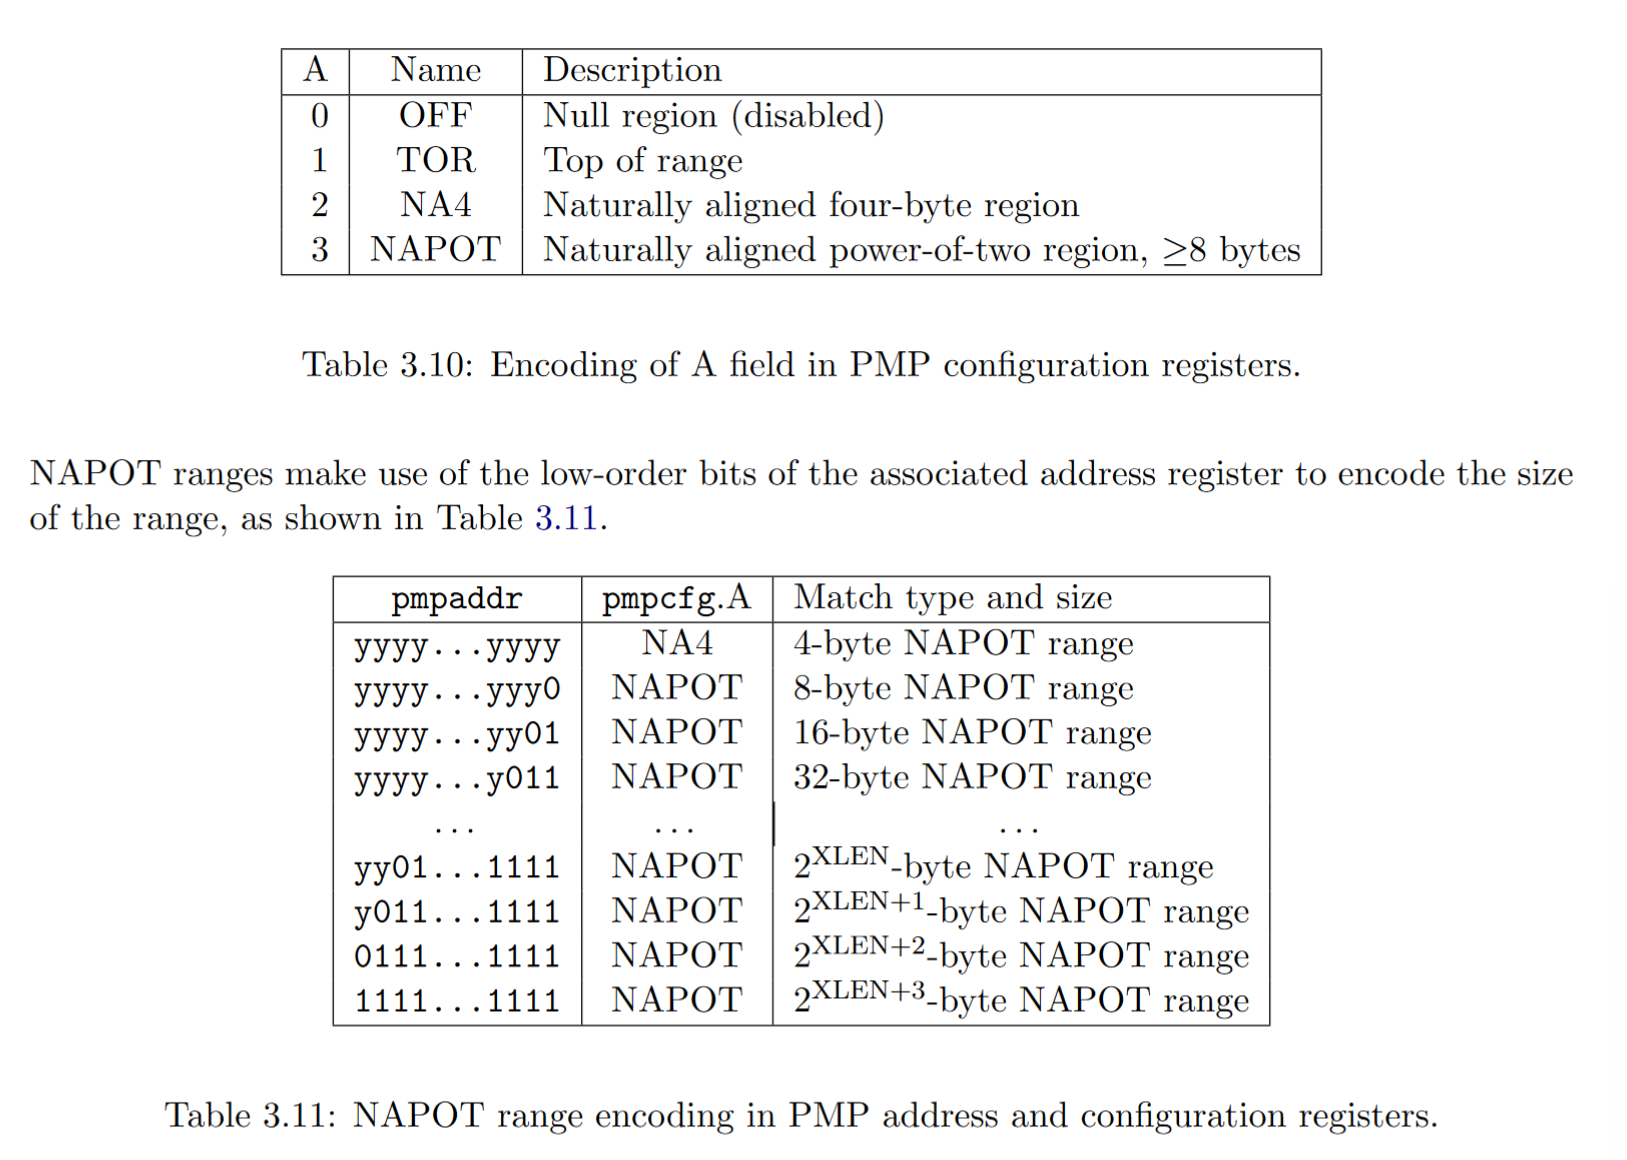 A Name Description
0 OFF Null region (disabled)
1 TOR Top of range
2 NA4 Naturally aligned four-byte region
3 NAPOT Naturally aligned power-of-two region, ≥8 bytes
Table 3.10: Encoding of A field in PMP configuration registers.
NAPOT ranges make use of the low-order bits of the associated address register to encode the size
of the range, as shown in Table 3.11.
pmpaddr pmpcfg.A Match type and size
yyyy...yyyy NA4 4-byte NAPOT range
yyyy...yyy0 NAPOT 8-byte NAPOT range
yyyy...yy01 NAPOT 16-byte NAPOT range
yyyy...y011 NAPOT 32-byte NAPOT range
... ... ...
yy01...1111 NAPOT 2^XLEN-byte NAPOT range
y011...1111 NAPOT 2^XLEN+1-byte NAPOT range
0111...1111 NAPOT 2^XLEN+2-byte NAPOT range
1111...1111 NAPOT 2^XLEN+3-byte NAPOT range
Table 3.11: NAPOT range encoding in PMP address and configuration registers.